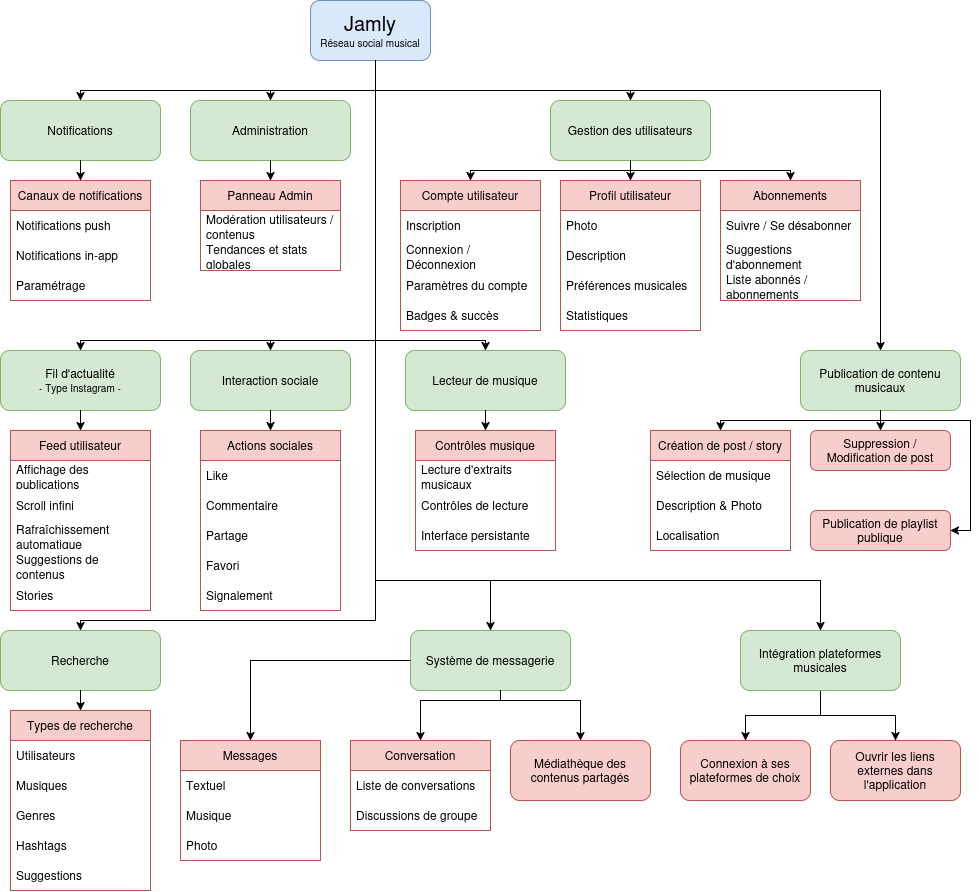 Jamly
Réseau social musical
Notifications
Administration
Gestion des utilisateurs
Canaux de notifications
Notifications push
Notifications in-app
Paramétrage
Panneau Admin
Modération utilisateurs /
contenus
Tendances et stats
globales
Compte utilisateur
Inscription
Connexion /
Déconnexion
Paramètres du compte
Badges & succès
Profil utilisateur
Photo
Description
Préférences musicales
Statistiques
Abonnements
Suivre / Se désabonner
Suggestions
d'abonnement
Liste abonnés /
abonnements
Fil d'actualité
- Type Instagram -
Interaction sociale
Lecteur de musique
Publication de contenu
musicaux
Feed utilisateur
Affichage des
publications
Scroll infini
Rafraîchissement
automatique
Suggestions de
contenus
Stories
Actions sociales
Like
Commentaire
Partage
Favori
Signalement
Contrôles musique
Lecture d'extraits
musicaux
Contrôles de lecture
Interface persistante
Création de post / story
Sélection de musique
Description & Photo
Localisation
Suppression /
Modification de post
Publication de playlist
publique
Recherche
Système de messagerie
Intégration plateformes
musicales
Types de recherche
Utilisateurs
Musiques
Genres
Hashtags
Suggestions
Messages
Textuel
Musique
Photo
Conversation
Liste de conversations
Discussions de groupe
Médiathèque des
contenus partagés
Connexion à ses
plateformes de choix
Ouvrir les liens
externes dans
l'application